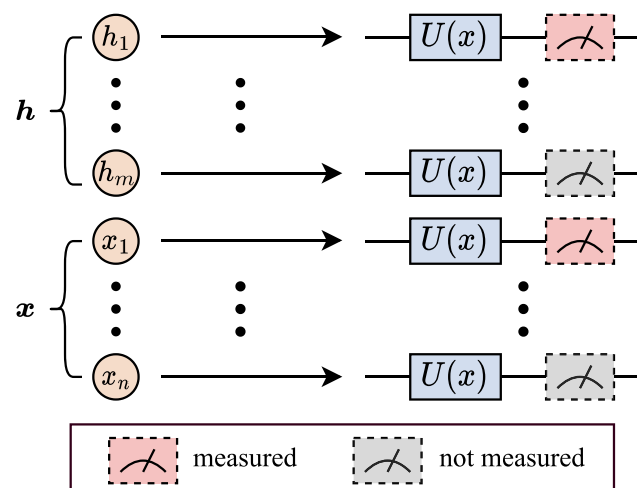 h₁ U(x)
h
hₘ U(x)
x₁ U(x)
x
xₙ U(x)
measured not measured